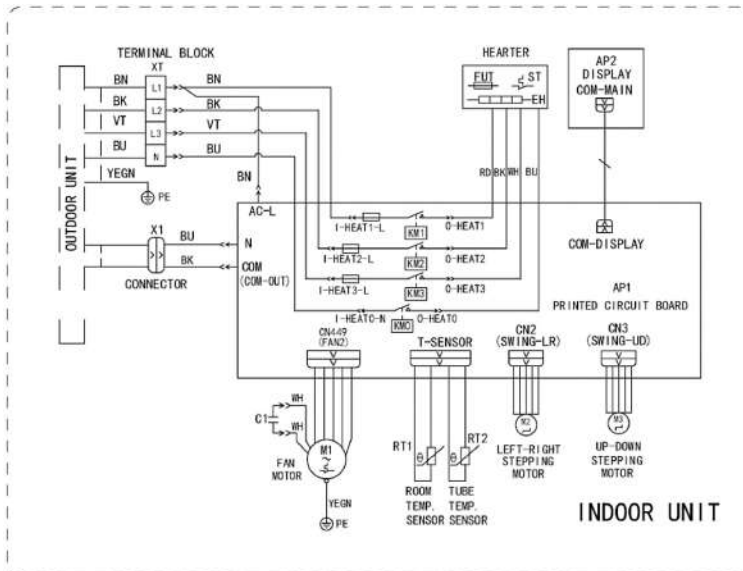 TERMINAL BLOCK
XT
HEARTER
AP2
DISPLAY
COM-MAIN
FUT
ST
EH
BN
L1
BN
BK
L2
BK
VT
L3
VT
BU
N
BU
YEGN
PE
OUTDOOR UNIT
BN
RD
BK
WH
BU
AC-L
X1
BU
N
BK
COM
(COM-OUT)
CONNECTOR
I-HEAT1-L
KM1
O-HEAT1
I-HEAT2-L
KM2
O-HEAT2
I-HEAT3-L
KM3
O-HEAT3
I-HEATO-N
KMO
O-HEATO
COM-DISPLAY
AP1
PRINTED CIRCUIT BOARD
CN449
(FAN2)
T-SENSOR
CN2
(SWING-LR)
CN3
(SWING-UD)
C1
WH
WH
M1
FAN
MOTOR
YEGN
PE
RT1
θ
RT2
θ
ROOM
TEMP.
SENSOR
TUBE
TEMP.
SENSOR
M2
LEFT-RIGHT
STEPPING
MOTOR
M3
UP-DOWN
STEPPING
MOTOR
INDOOR UNIT